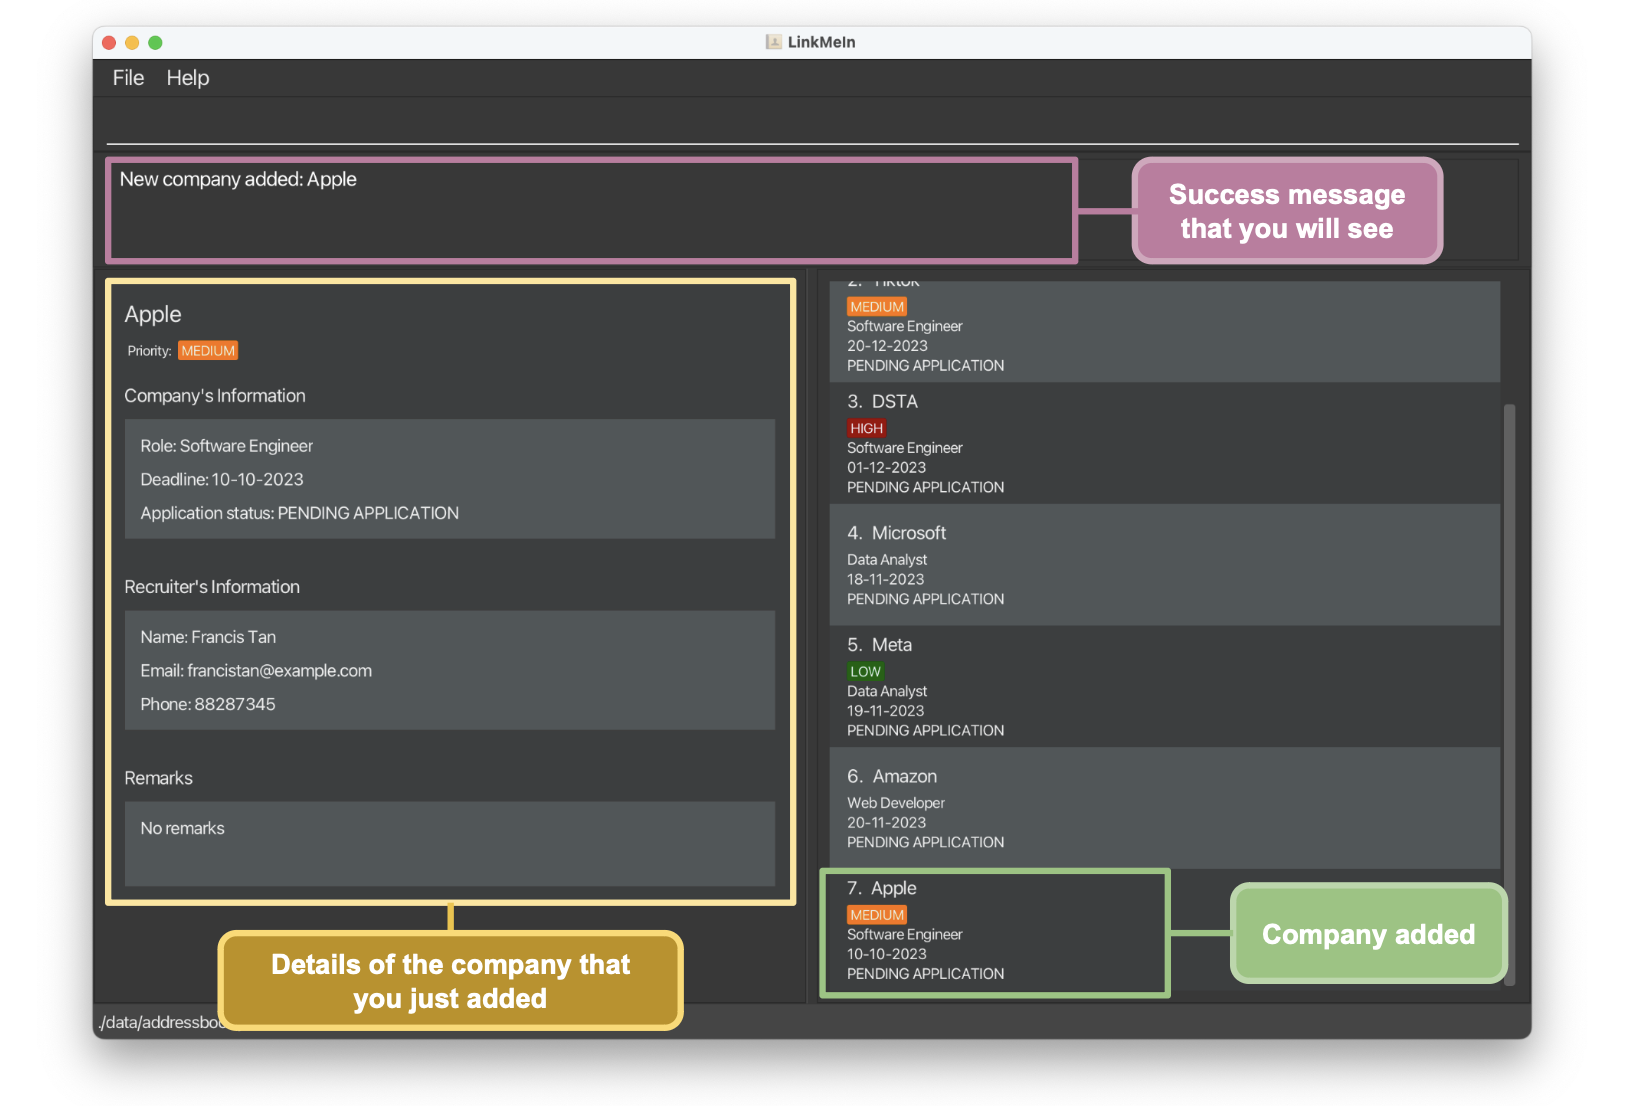 LinkMeIn
File Help
New company added: Apple
Success message
that you will see
Apple
Priority: MEDIUM
Company's Information
Role: Software Engineer
Deadline: 10-10-2023
Application status: PENDING APPLICATION
Recruiter's Information
Name: Francis Tan
Email: francistan@example.com
Phone: 88287345
Remarks
No remarks
Details of the company that
you just added
2. Tiktok
MEDIUM
Software Engineer
20-12-2023
PENDING APPLICATION
3. DSTA
HIGH
Software Engineer
01-12-2023
PENDING APPLICATION
4. Microsoft
Data Analyst
18-11-2023
PENDING APPLICATION
5. Meta
LOW
Data Analyst
19-11-2023
PENDING APPLICATION
6. Amazon
Web Developer
20-11-2023
PENDING APPLICATION
7. Apple
MEDIUM
Software Engineer
10-10-2023
PENDING APPLICATION
Company added